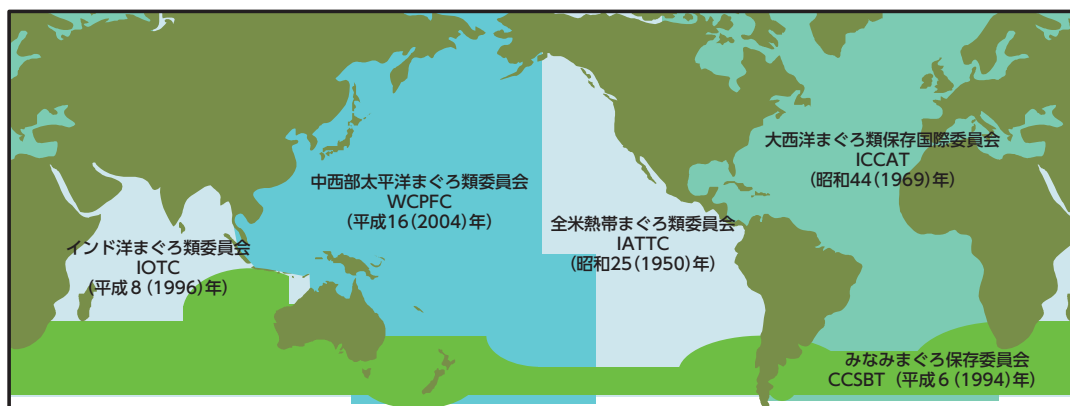 大西洋まぐろ類保存国際委員会
ICCAT
(昭和44(1969)年)
中西部太平洋まぐろ類委員会
WCPFC
(平成16(2004)年)
全米熱帯まぐろ類委員会
IATTC
(昭和25(1950)年)
インド洋まぐろ類委員会
IOTC
(平成8(1996)年)
みなみまぐろ保存委員会
CCSBT (平成6(1994)年)